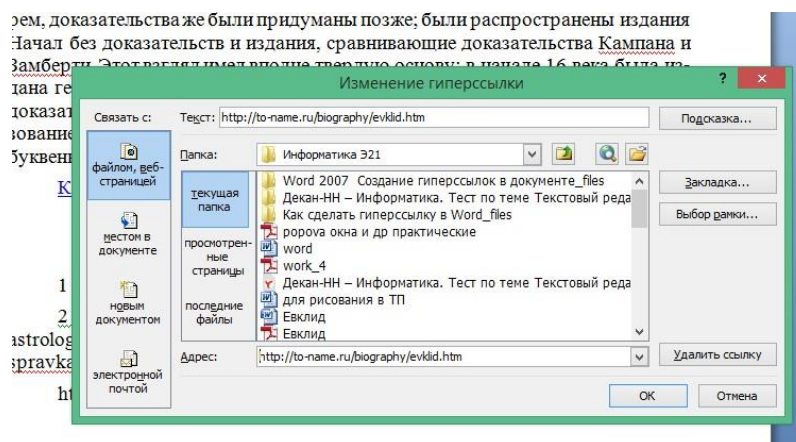 рем, доказательства же были придуманы позже; были распространены издания
Начал без доказательств и издания, сравнивающие доказательства Кампана и
Замберти. Этот взгляд имел вполне твердую основу: в начале 16 века была из-
дана ге
доказат
зование
буквенн
К
1
2
astrolog
spravka
ht
Изменение гиперссылки
? ×
Связать с:
Текст: http://to-name.ru/biography/evklid.htm
Подсказка...
файлом, веб-
страницей
местом в
документе
новым
документом
электронной
почтой
Папка: Информатика Э21
текущая
папка
просмотрен-
ные
страницы
последние
файлы
Word 2007 Создание гиперссылок в документе_files
Декан-НН – Информатика. Тест по теме Текстовый реда
Как сделать гиперссылку в Word_files
popova окна и др практические
word
work_4
Декан-НН – Информатика. Тест по теме Текстовый реда
для рисования в ТП
Евклид
Евклид
Закладка...
Выбор рамки...
Адрес: http://to-name.ru/biography/evklid.htm
Удалить ссылку
ОК
Отмена